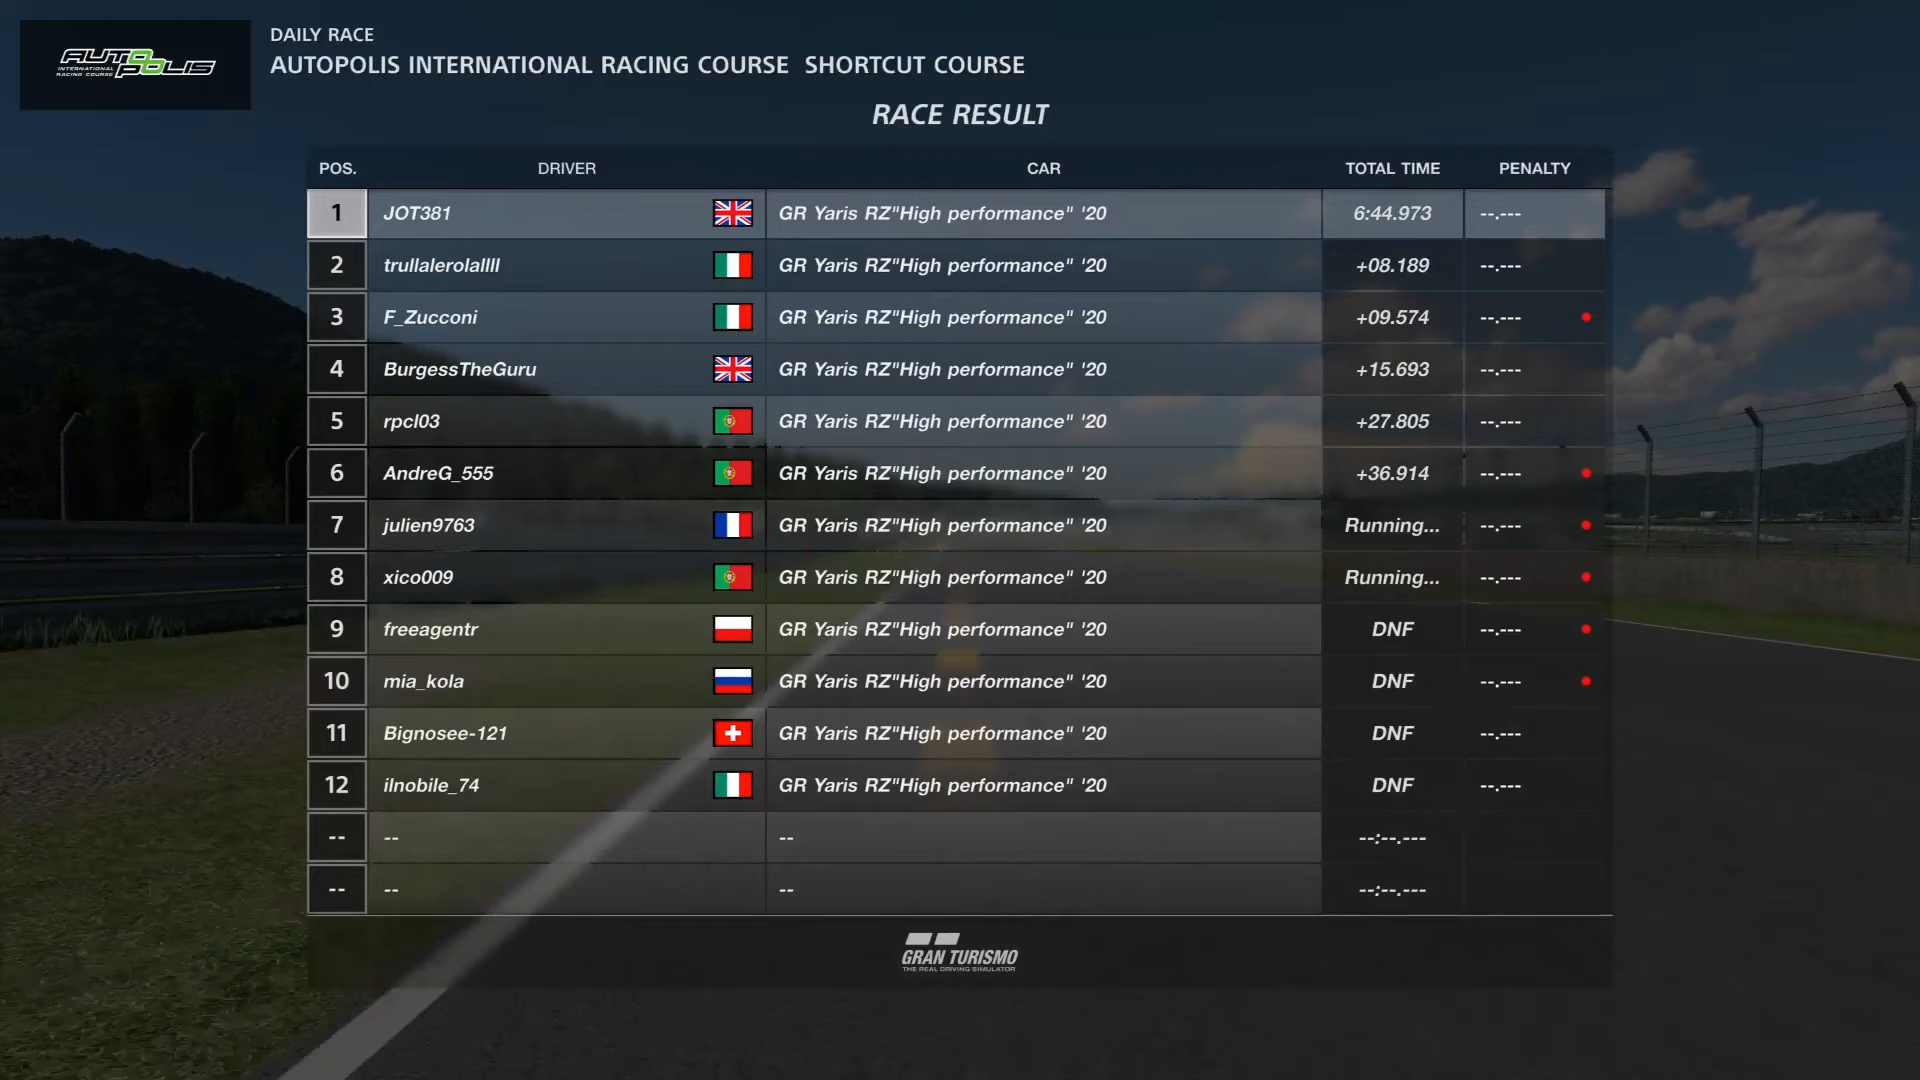 AUTOPOLIS
INTERNATIONAL
RACING COURSE
DAILY RACE
AUTOPOLIS INTERNATIONAL RACING COURSE SHORTCUT COURSE
RACE RESULT
POS. DRIVER CAR TOTAL TIME PENALTY
1 JOT381 GR Yaris RZ"High performance" '20 6:44.973 --.---
2 trullalerolallll GR Yaris RZ"High performance" '20 +08.189 --.---
3 F_Zucconi GR Yaris RZ"High performance" '20 +09.574 --.---
4 BurgessTheGuru GR Yaris RZ"High performance" '20 +15.693 --.---
5 rpcl03 GR Yaris RZ"High performance" '20 +27.805 --.---
6 AndreG_555 GR Yaris RZ"High performance" '20 +36.914 --.---
7 julien9763 GR Yaris RZ"High performance" '20 Running... --.---
8 xico009 GR Yaris RZ"High performance" '20 Running... --.---
9 freeagentr GR Yaris RZ"High performance" '20 DNF --.---
10 mia_kola GR Yaris RZ"High performance" '20 DNF --.---
11 Bignosee-121 GR Yaris RZ"High performance" '20 DNF --.---
12 ilnobile_74 GR Yaris RZ"High performance" '20 DNF --.---
-- -- -- --:--.---
-- -- -- --:--.---
GRAN TURISMO
THE REAL DRIVING SIMULATOR